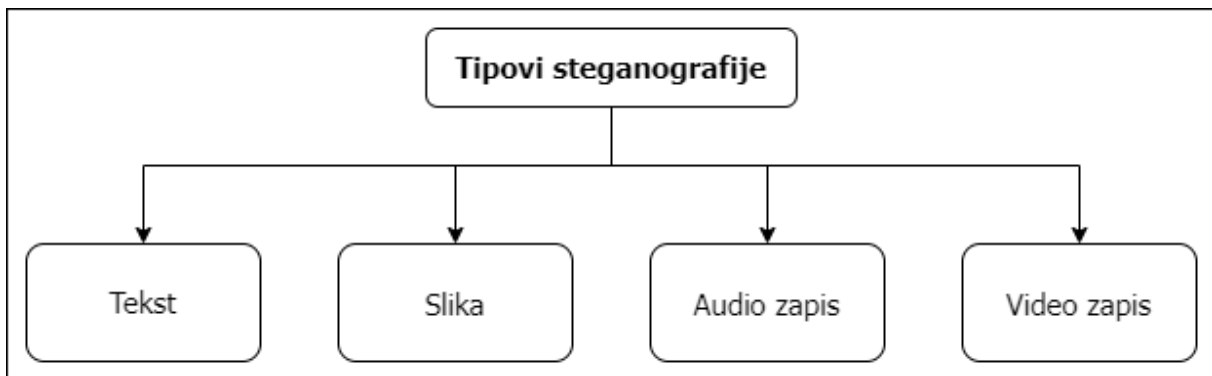 Tipovi steganografije
Tekst
Slika
Audio zapis
Video zapis